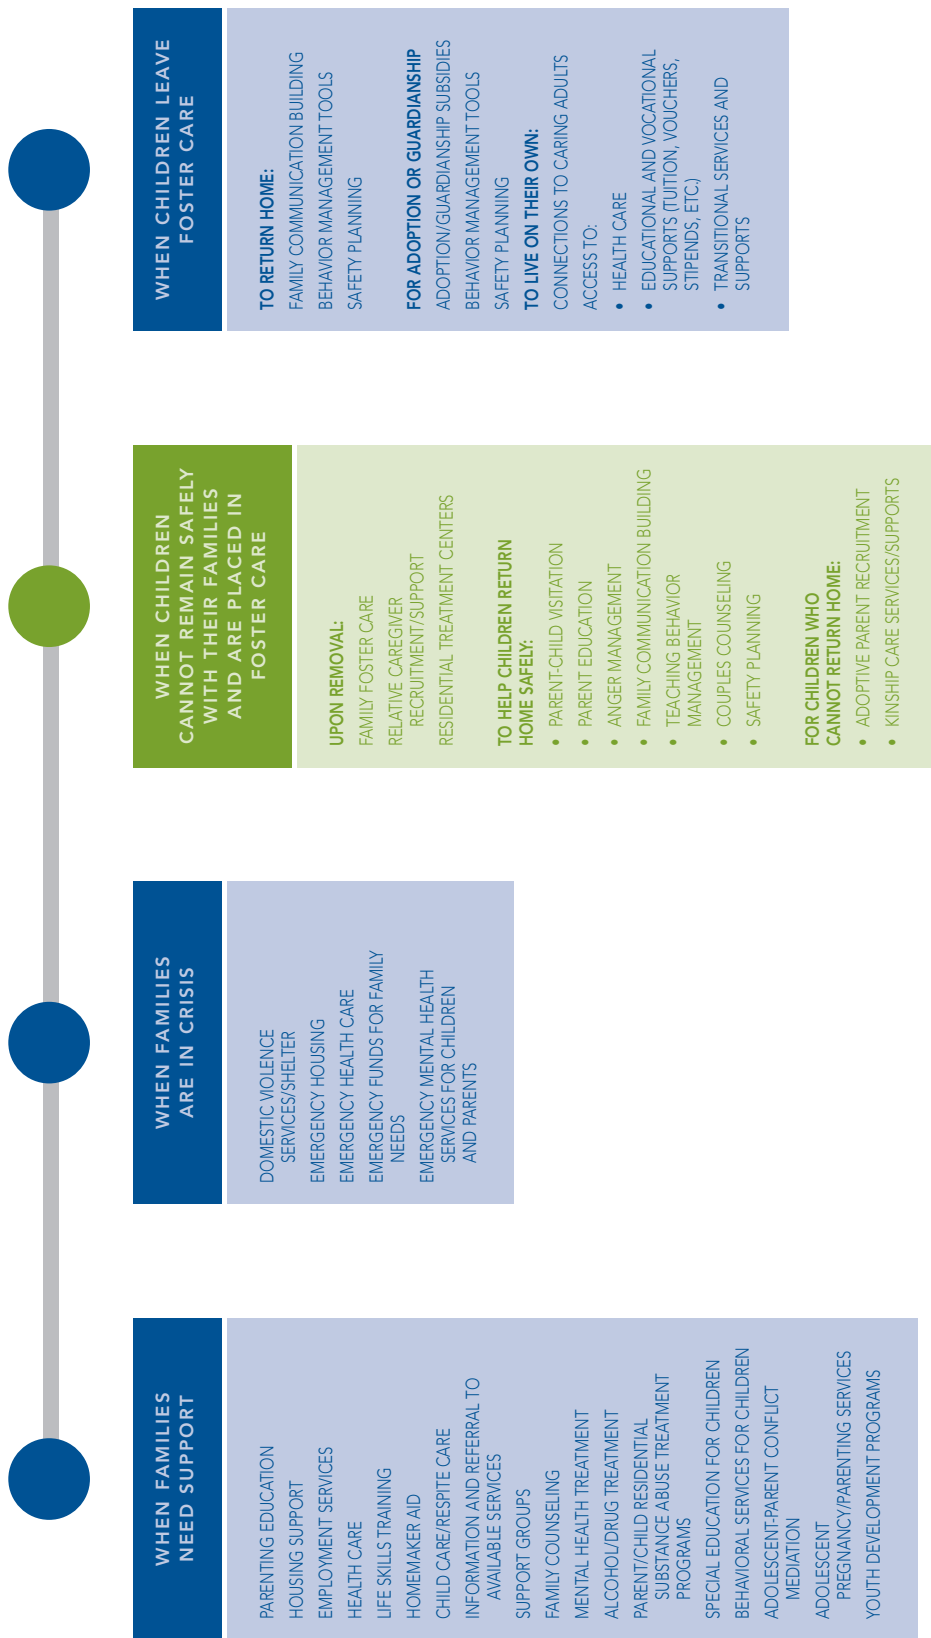 WHEN FAMILIES
NEED SUPPORT
PARENTING EDUCATION
HOUSING SUPPORT
EMPLOYMENT SERVICES
HEALTH CARE
LIFE SKILLS TRAINING
HOMEMAKER AID
CHILD CARE/RESPITE CARE
INFORMATION AND REFERRAL TO
AVAILABLE SERVICES
SUPPORT GROUPS
FAMILY COUNSELING
MENTAL HEALTH TREATMENT
ALCOHOL/DRUG TREATMENT
PARENT/CHILD RESIDENTIAL
SUBSTANCE ABUSE TREATMENT
PROGRAMS
SPECIAL EDUCATION FOR CHILDREN
BEHAVIORAL SERVICES FOR CHILDREN
ADOLESCENT-PARENT CONFLICT
MEDIATION
ADOLESCENT
PREGNANCY/PARENTING SERVICES
YOUTH DEVELOPMENT PROGRAMS
WHEN FAMILIES
ARE IN CRISIS
DOMESTIC VIOLENCE
SERVICES/SHELTER
EMERGENCY HOUSING
EMERGENCY HEALTH CARE
EMERGENCY FUNDS FOR FAMILY
NEEDS
EMERGENCY MENTAL HEALTH
SERVICES FOR CHILDREN
AND PARENTS
WHEN CHILDREN
CANNOT REMAIN SAFELY
WITH THEIR FAMILIES
AND ARE PLACED IN
FOSTER CARE
UPON REMOVAL:
FAMILY FOSTER CARE
RELATIVE CAREGIVER
RECRUITMENT/SUPPORT
RESIDENTIAL TREATMENT CENTERS
TO HELP CHILDREN RETURN
HOME SAFELY:
• PARENT-CHILD VISITATION
• PARENT EDUCATION
• ANGER MANAGEMENT
• FAMILY COMMUNICATION BUILDING
• TEACHING BEHAVIOR
MANAGEMENT
• COUPLES COUNSELING
• SAFETY PLANNING
FOR CHILDREN WHO
CANNOT RETURN HOME:
• ADOPTIVE PARENT RECRUITMENT
• KINSHIP CARE SERVICES/SUPPORTS
WHEN CHILDREN LEAVE
FOSTER CARE
TO RETURN HOME:
FAMILY COMMUNICATION BUILDING
BEHAVIOR MANAGEMENT TOOLS
SAFETY PLANNING
FOR ADOPTION OR GUARDIANSHIP
ADOPTION/GUARDIANSHIP SUBSIDIES
BEHAVIOR MANAGEMENT TOOLS
SAFETY PLANNING
TO LIVE ON THEIR OWN:
CONNECTIONS TO CARING ADULTS
ACCESS TO:
• HEALTH CARE
• EDUCATIONAL AND VOCATIONAL
SUPPORTS (TUITION, VOUCHERS,
STIPENDS, ETC.)
• TRANSITIONAL SERVICES AND
SUPPORTS